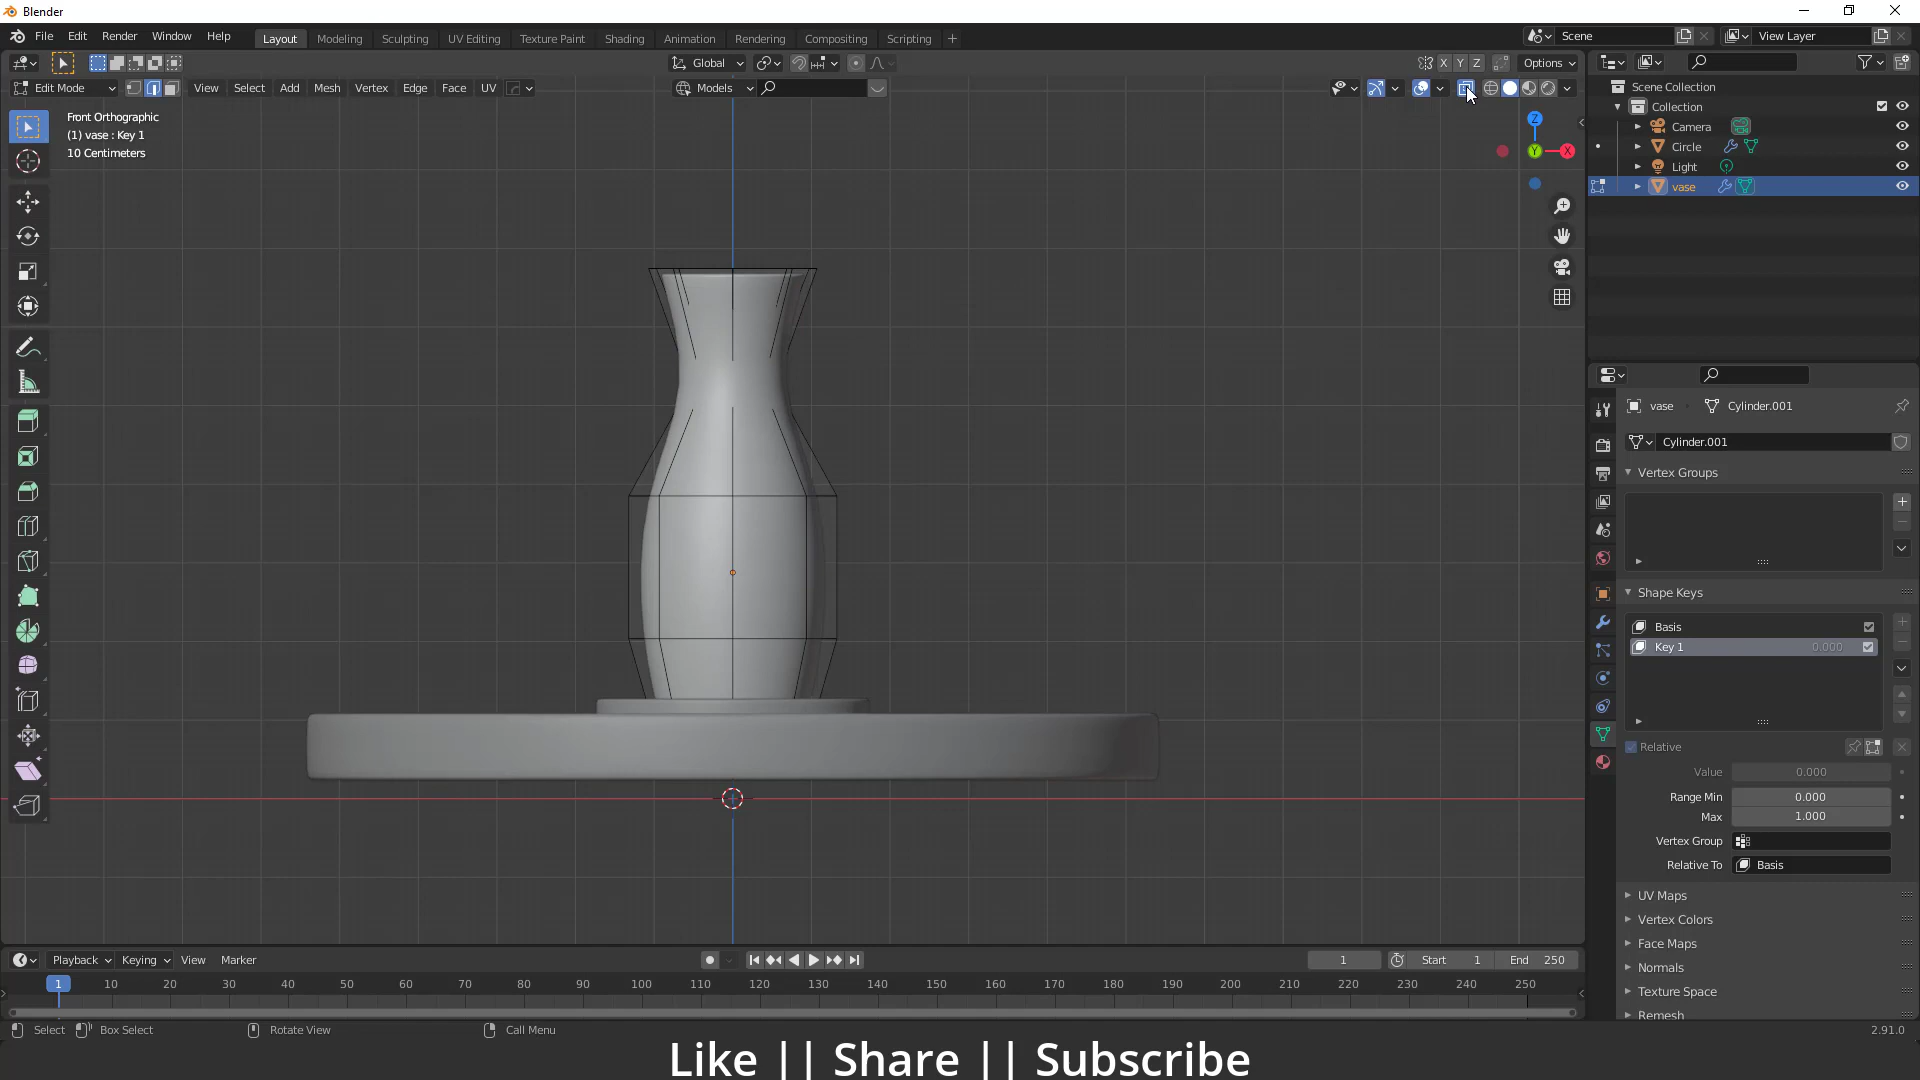 Blender
File Edit Render Window Help
Layout Modeling Sculpting UV Editing Texture Paint Shading Animation Rendering Compositing Scripting +
Scene
View Layer
Global
X Y Z
Options
Edit Mode
View Select Add Mesh Vertex Edge Face UV
Models
Front Orthographic
(1) vase : Key 1
10 Centimeters
Z
Y
X
Scene Collection
Collection
Camera
Circle
Light
vase
vase
Cylinder.001
Cylinder.001
Vertex Groups
Shape Keys
Basis
Key 1 0.000
Relative
Value 0.000
Range Min 0.000
Max 1.000
Vertex Group
Relative To Basis
UV Maps
Vertex Colors
Face Maps
Normals
Texture Space
Remesh
Playback Keying View Marker
1
Start 1
End 250
1 10 20 30 40 50 60 70 80 90 100 110 120 130 140 150 160 170 180 190 200 210 220 230 240 250
Select Box Select Rotate View Call Menu
2.91.0
Like || Share || Subscribe